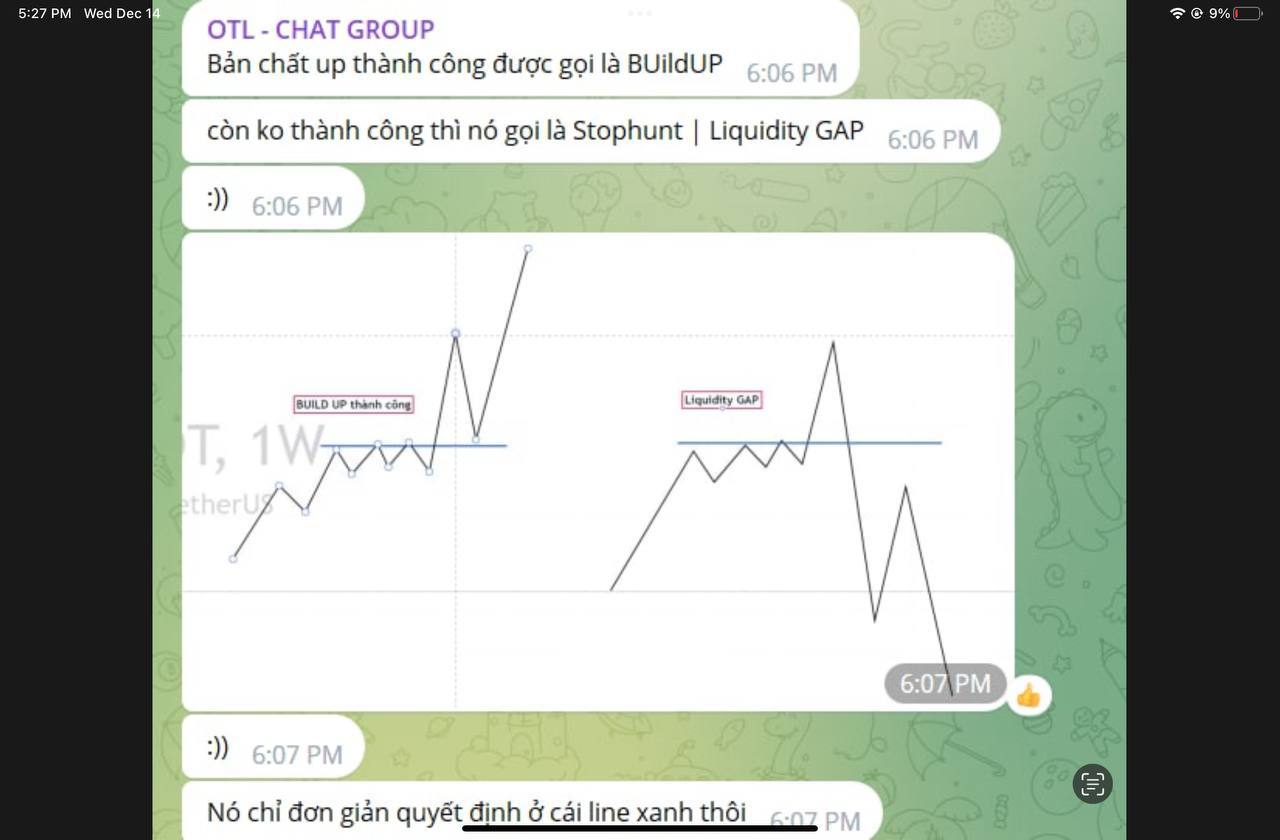 5:27 PM Wed Dec 14
9%
OTL - CHAT GROUP
Bản chất up thành công được gọi là BUildUP 6:06 PM
còn ko thành công thì nó gọi là Stophunt | Liquidity GAP 6:06 PM
:)) 6:06 PM
BUILD UP thành công
Liquidity GAP
T, 1W
etherUS
6:07 PM
:)) 6:07 PM
Nó chỉ đơn giản quyết định ở cái line xanh thôi 6:07 PM